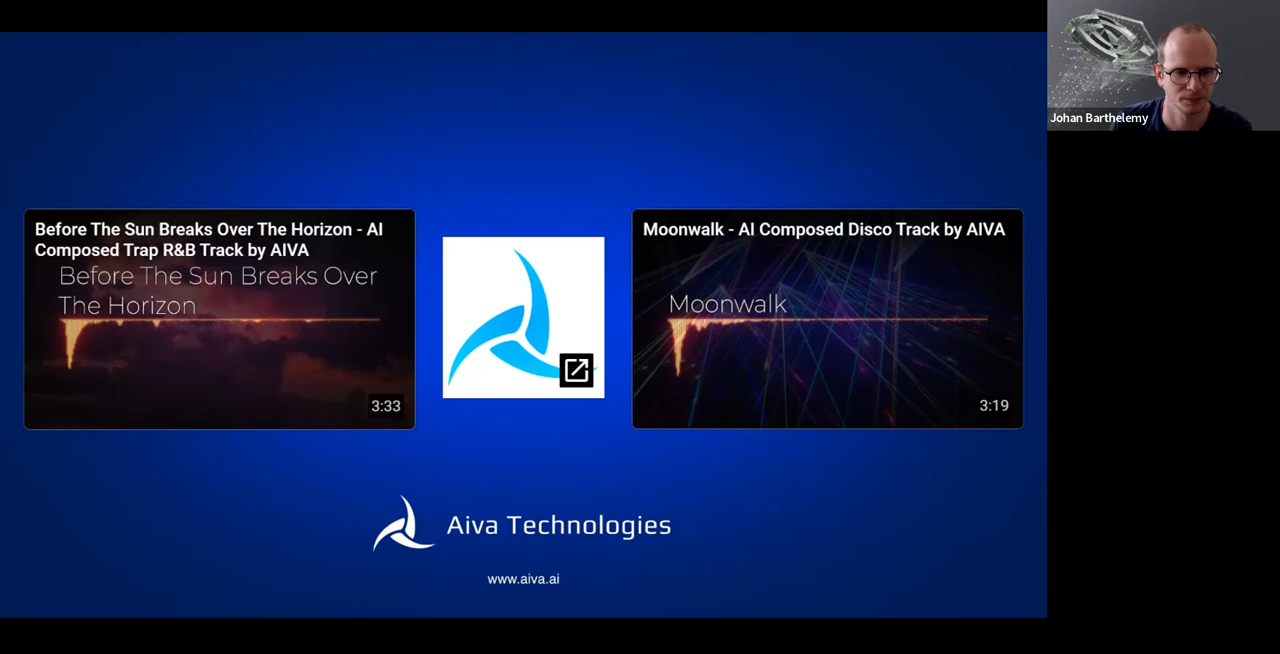 Johan Barthelemy
Before The Sun Breaks Over The Horizon - AI
Composed Trap R&B Track by AIVA
Before The Sun Breaks Over
The Horizon
3:33
Moonwalk - AI Composed Disco Track by AIVA
Moonwalk
3:19
Aiva Technologies
www.aiva.ai